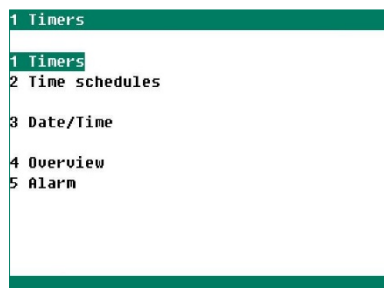 1 Timers
1 Timers
2 Time schedules
3 Date/Time
4 Overview
5 Alarm